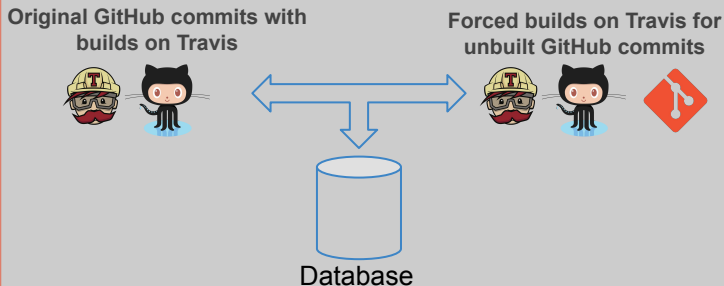 Original GitHub commits with
builds on Travis
Forced builds on Travis for
unbuilt GitHub commits
T
T
Database